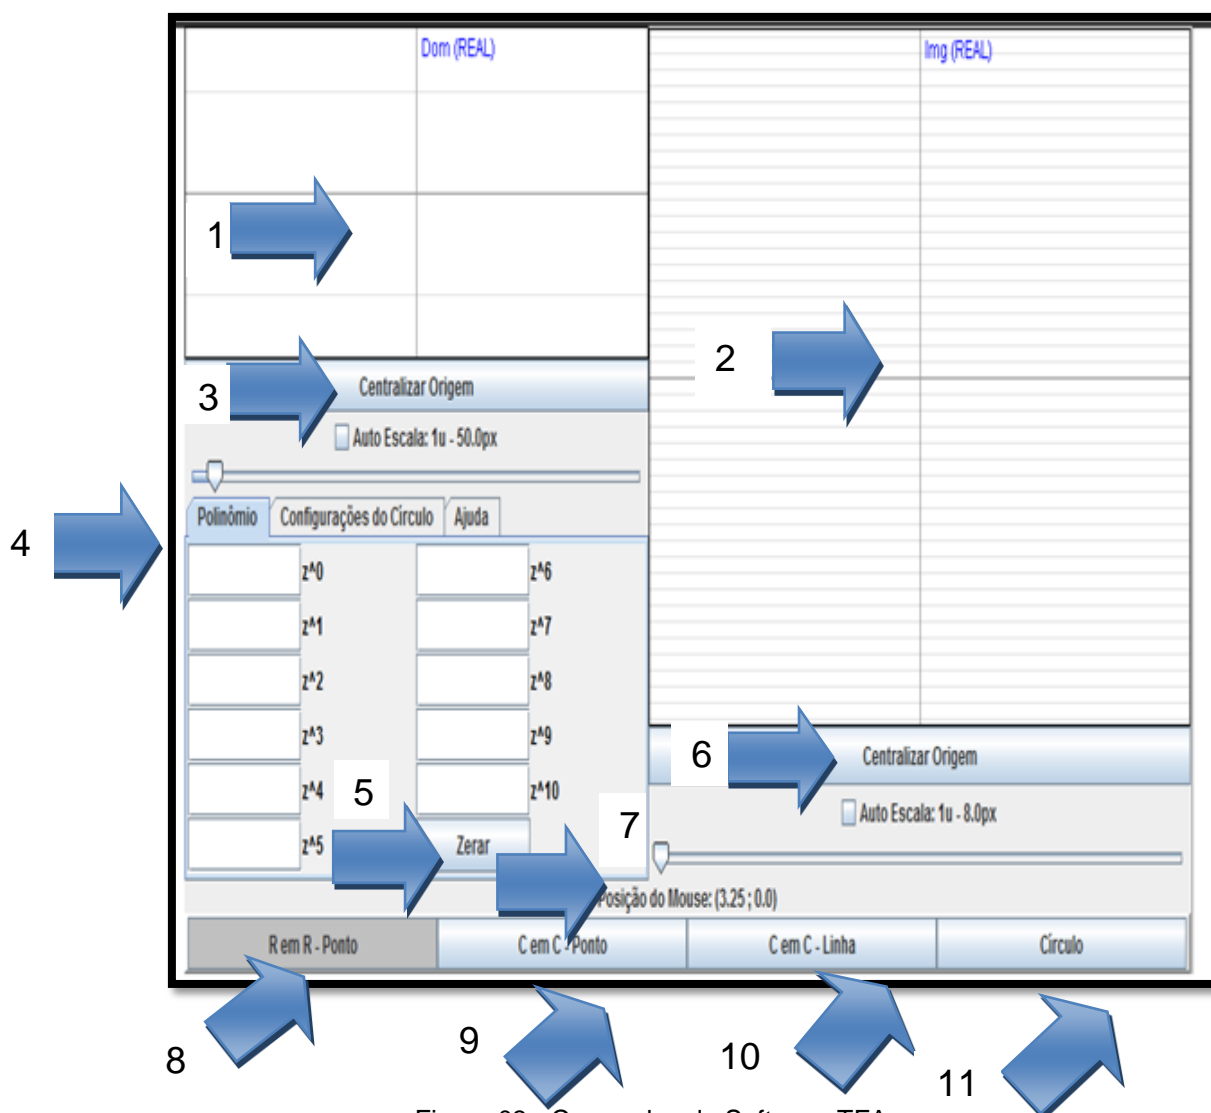 Dom (REAL)
Img (REAL)
1
2
3
Centralizar Origem
Auto Escala: 1u - 50.0px
4
Polinômio Configurações do Círculo Ajuda
z^0 z^6
z^1 z^7
z^2 z^8
z^3 z^9
z^4 z^10
z^5 Zerar
5
6
Centralizar Origem
Auto Escala: 1u - 8.0px
7
Posição do Mouse: (3.25 ; 0.0)
R em R - Ponto C em C - Ponto C em C - Linha Círculo
8
9
10
11